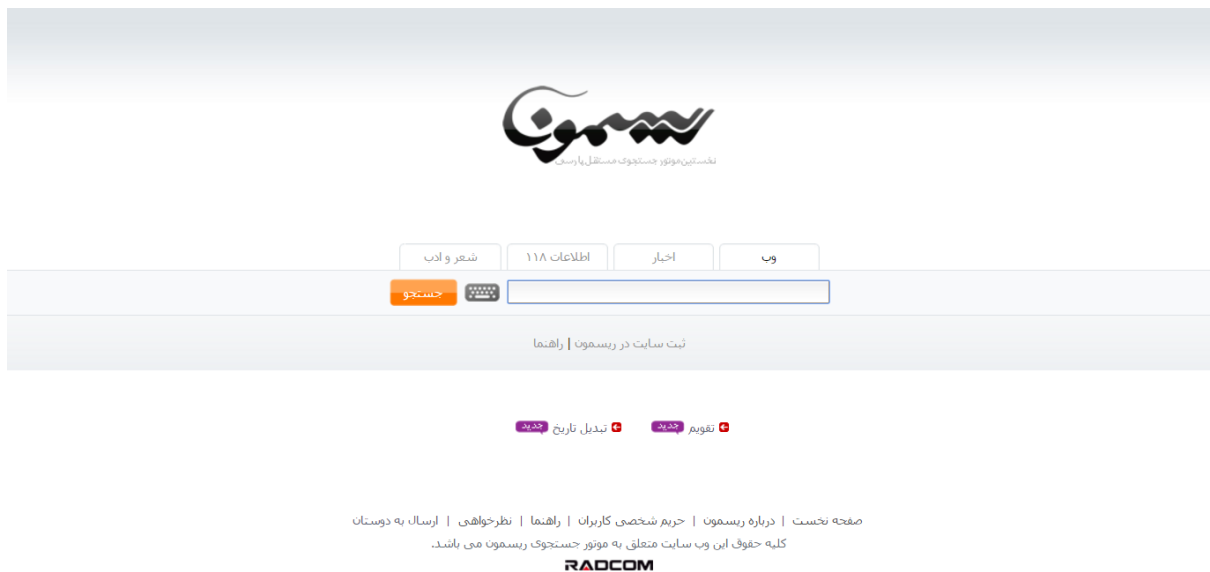 ریسمون
نخستین موتور جستجوی مستقل پارسی
وب اخبار اطلاعات ۱۱۸ شعر و ادب
جستجو
ثبت سایت در ریسمون | راهنما
تقویم جدید تبدیل تاریخ جدید
صفحه نخست | درباره ریسمون | حریم شخصی کاربران | راهنما | نظرخواهی | ارسال به دوستان
کلیه حقوق این وب سایت متعلق به موتور جستجوی ریسمون می باشد.
RADCOM